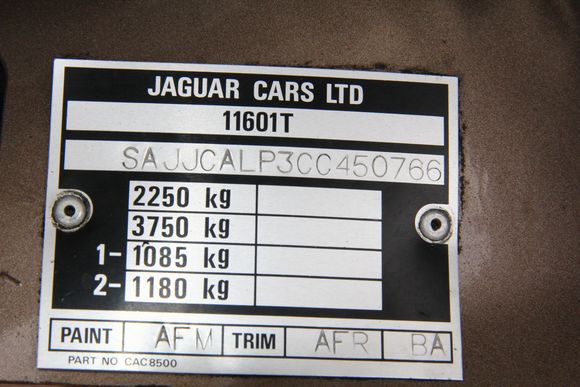 JAGUAR CARS LTD
11601T
SAJJCALP3CC450766
2250 kg
3750 kg
1- 1085 kg
2- 1180 kg
PAINT AFM TRIM AFR BA
PART NO CAC8500